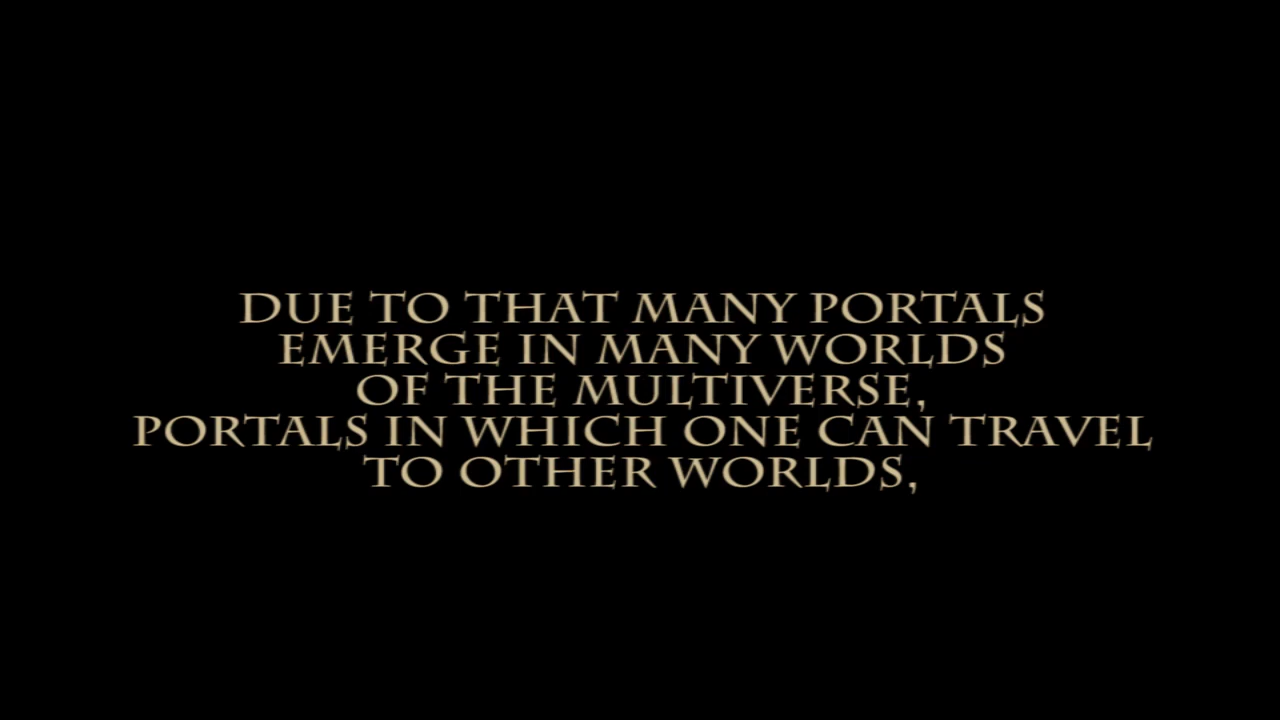 DUE TO THAT MANY PORTALS
EMERGE IN MANY WORLDS
OF THE MULTIVERSE,
PORTALS IN WHICH ONE CAN TRAVEL
TO OTHER WORLDS,